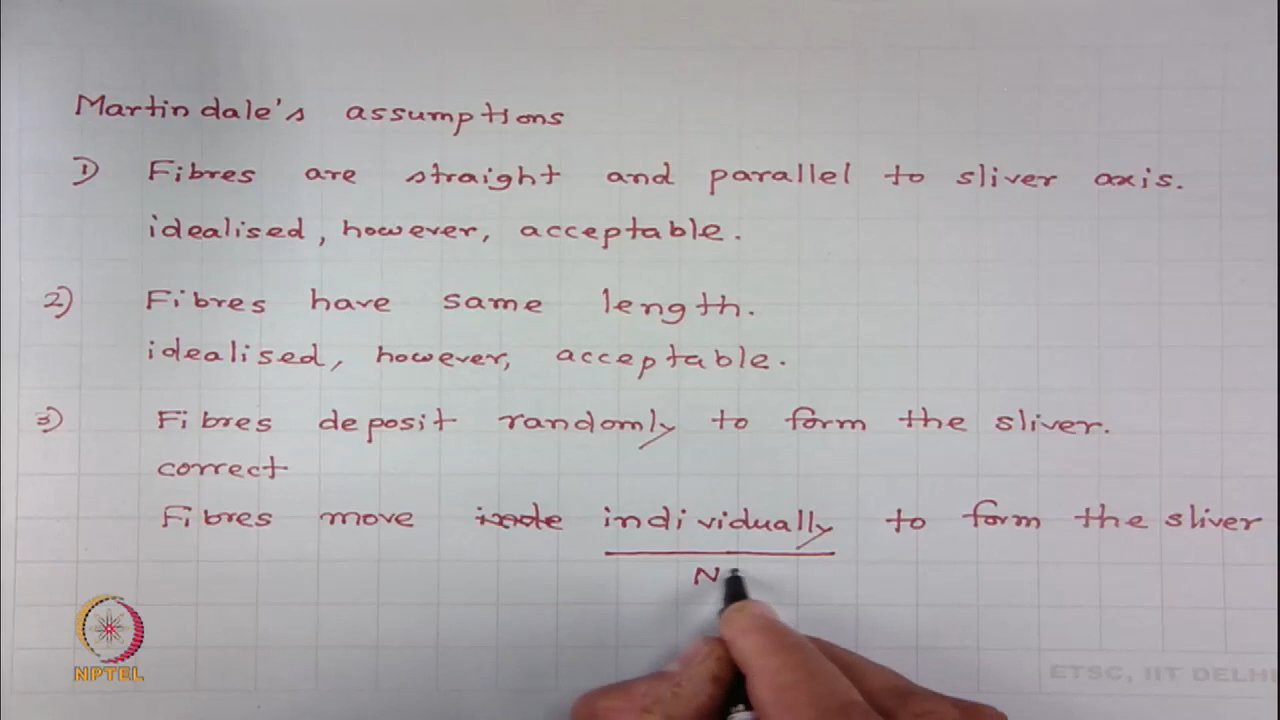 Martindale's assumptions
1) Fibres are straight and parallel to sliver axis.
idealised, however, acceptable.
2) Fibres have same length.
idealised, however, acceptable.
3) Fibres deposit randomly to form the sliver.
correct
Fibres move individually to form the sliver
N
NPTEL
ETSC, IIT DELHI